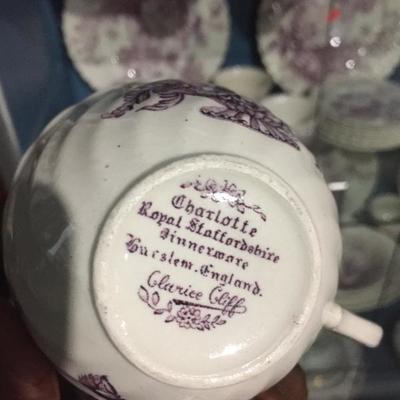 Charlotte
Royal Staffordshire
Dinnerware
Burslem. England.
Clarice Cliff